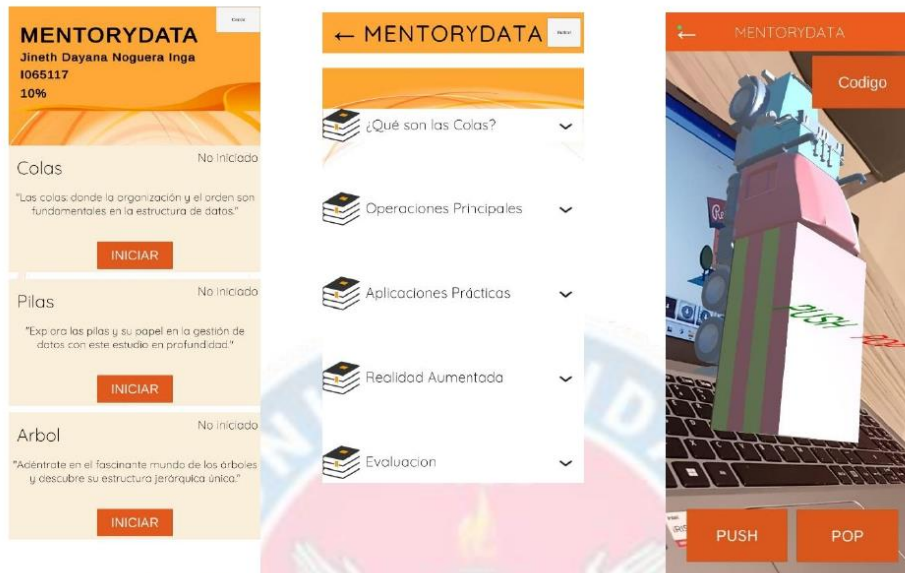 MENTORYDATA
Jineth Dayana Noguera Inga
I065117
10%
Colas
No Iniciado
"Las colas: donde la organización y el orden son
fundamentales en la estructura de datos."
INICIAR
Pilas
No Iniciado
"Explora las pilas y su papel en la gestión de
datos con este estudio en profundidad."
INICIAR
Arbol
No Iniciado
"Adéntrate en el fascinante mundo de los árboles
y descubre su estructura jerárquica única."
INICIAR
← MENTORYDATA
¿Qué son las Colas?
Operaciones Principales
Aplicaciones Prácticas
Realidad Aumentada
Evaluacion
← MENTORYDATA
Codigo
PUSH
PUSH
POP